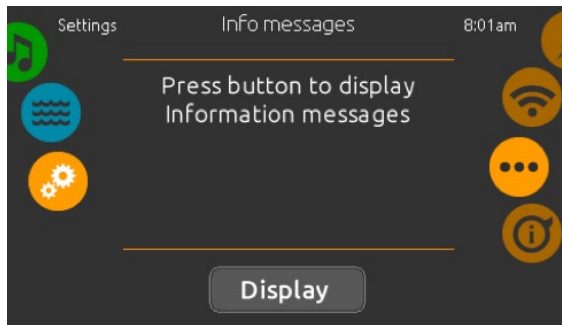 Settings Info messages 8:01am
Press button to display
Information messages
Display